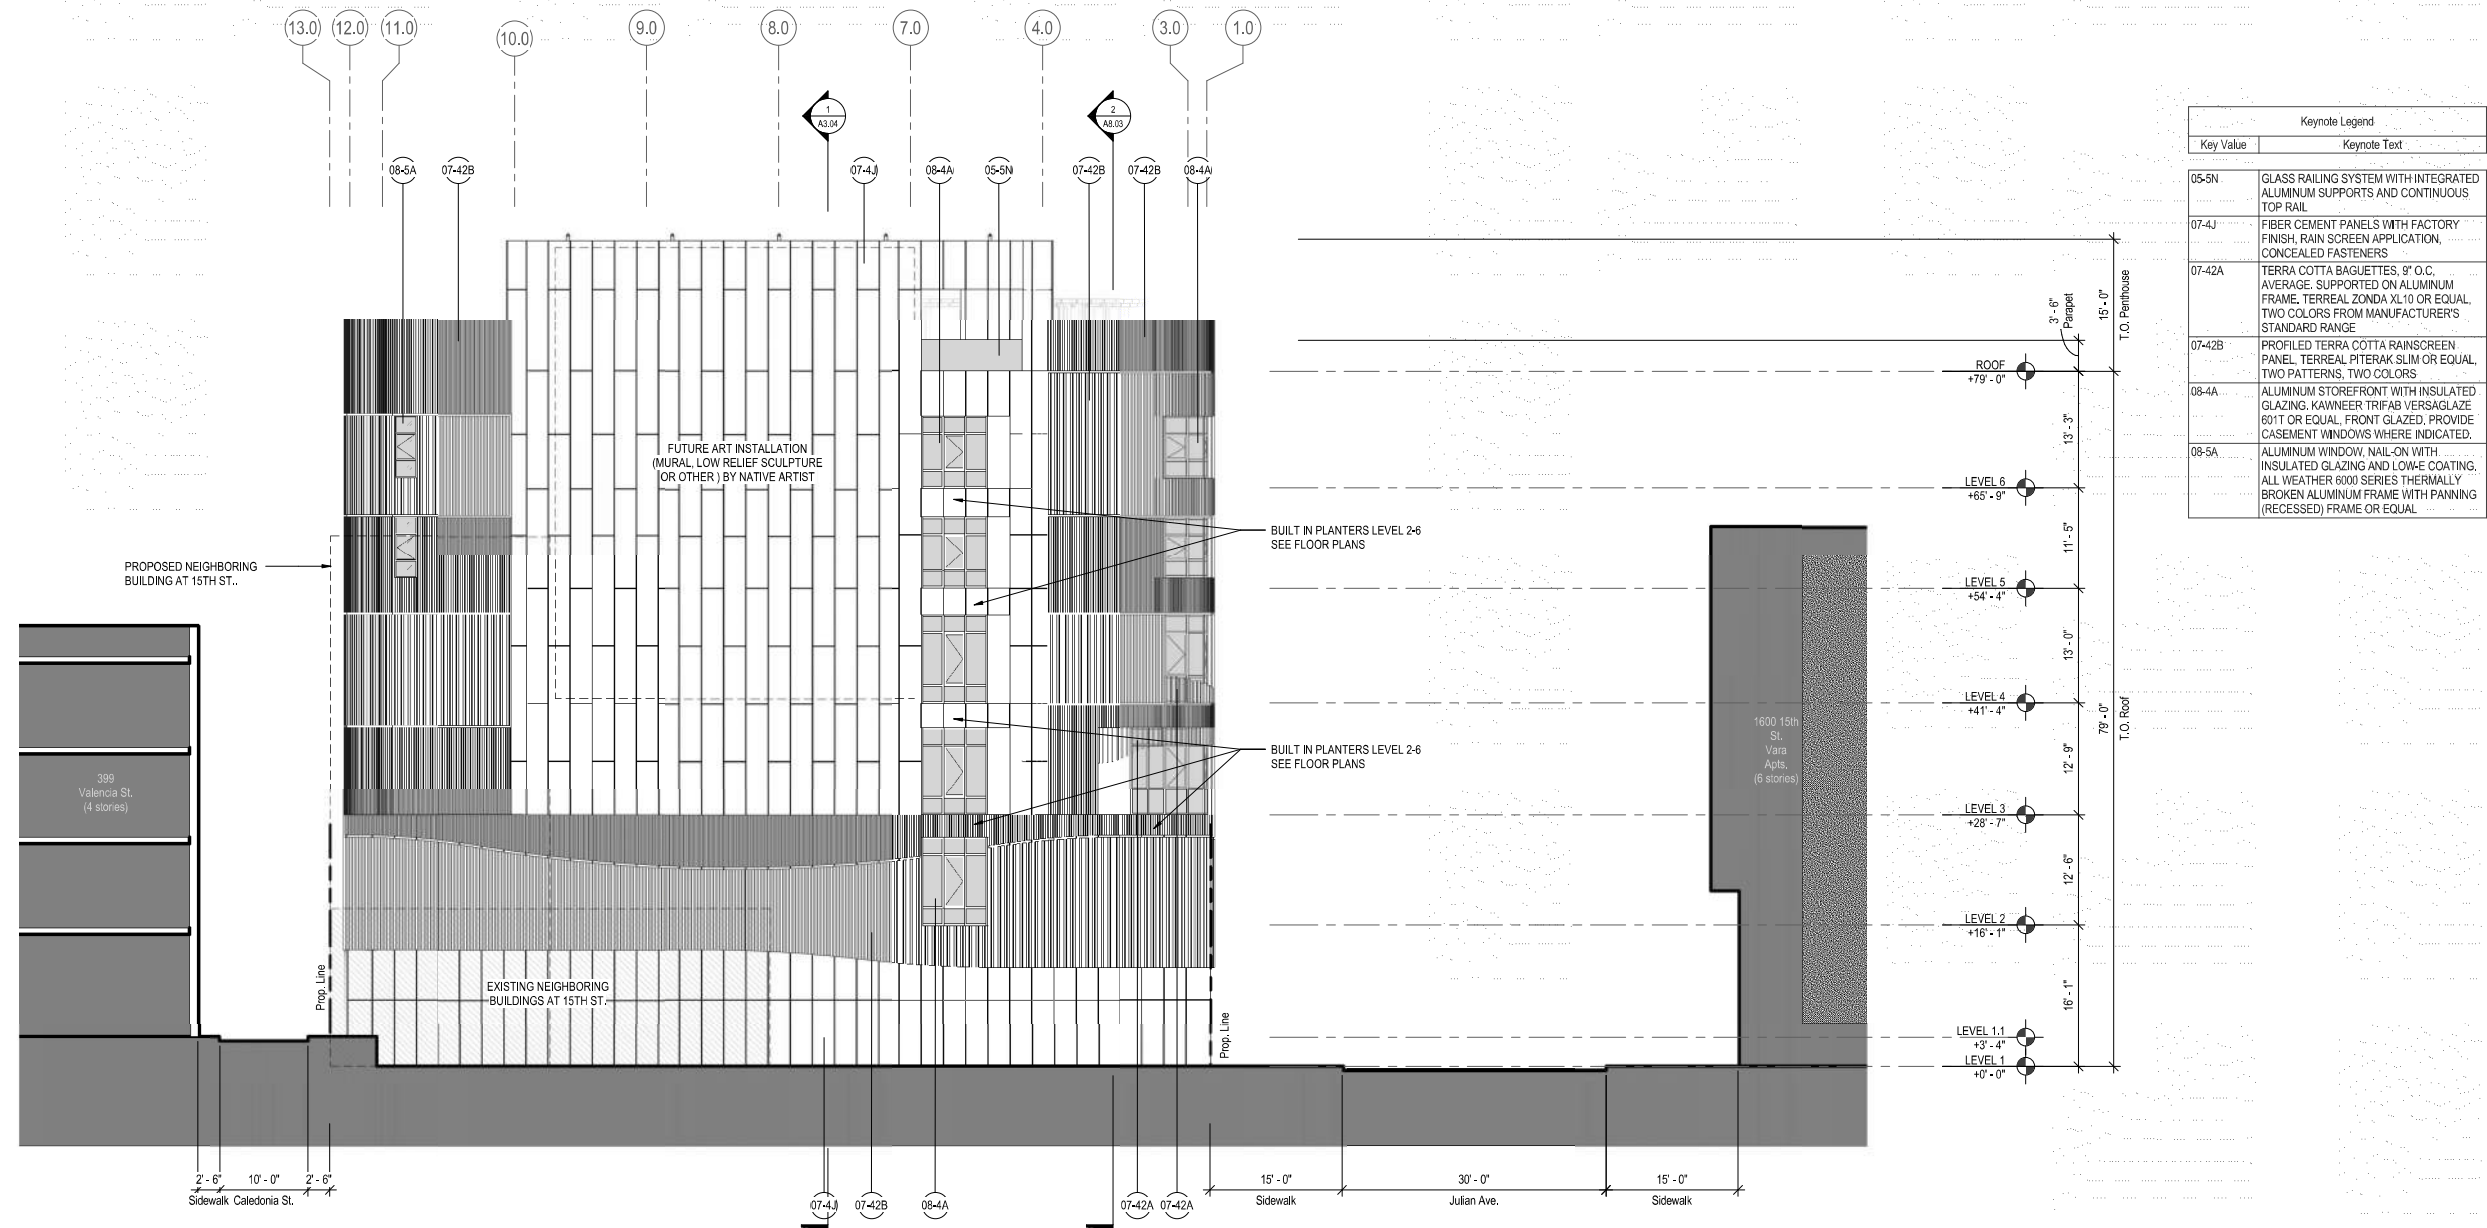 13.0 12.0 11.0 10.0 9.0 8.0 7.0 4.0 3.0 1.0
1
A3.04
2
A8.03
08-5A 07-42B 07-4J 08-4A 05-5N 07-42B 07-42B 08-4A
Keynote Legend
Key Value Keynote Text
05-5N GLASS RAILING SYSTEM WITH INTEGRATED
ALUMINUM SUPPORTS AND CONTINUOUS
TOP RAIL
07-4J FIBER CEMENT PANELS WITH FACTORY
FINISH, RAIN SCREEN APPLICATION,
CONCEALED FASTENERS
07-42A TERRA COTTA BAGUETTES, 9" O.C,
AVERAGE. SUPPORTED ON ALUMINUM
FRAME. TERREAL ZONDA XL10 OR EQUAL,
TWO COLORS FROM MANUFACTURER'S
STANDARD RANGE
07-42B PROFILED TERRA COTTA RAINSCREEN
PANEL, TERREAL PITERAK SLIM OR EQUAL,
TWO PATTERNS, TWO COLORS
08-4A ALUMINUM STOREFRONT WITH INSULATED
GLAZING. KAWNEER TRIFAB VERSAGLAZE
601T OR EQUAL, FRONT GLAZED. PROVIDE
CASEMENT WINDOWS WHERE INDICATED.
08-5A ALUMINUM WINDOW, NAIL-ON WITH
INSULATED GLAZING AND LOW-E COATING,
ALL WEATHER 6000 SERIES THERMALLY
BROKEN ALUMINUM FRAME WITH PANNING
(RECESSED) FRAME OR EQUAL
3' - 6"
Parapet
15' - 0"
T.O. Penthouse
ROOF
+79' - 0"
13' - 3"
LEVEL 6
+65' - 9"
11' - 5"
LEVEL 5
+54' - 4"
13' - 0"
LEVEL 4
+41' - 4"
79' - 0"
T.O. Roof
12' - 9"
LEVEL 3
+28' - 7"
12' - 6"
LEVEL 2
+16' - 1"
16' - 1"
LEVEL 1.1
+3' - 4"
LEVEL 1
+0' - 0"
FUTURE ART INSTALLATION
(MURAL, LOW RELIEF SCULPTURE
OR OTHER ) BY NATIVE ARTIST
BUILT IN PLANTERS LEVEL 2-6
SEE FLOOR PLANS
PROPOSED NEIGHBORING
BUILDING AT 15TH ST..
BUILT IN PLANTERS LEVEL 2-6
SEE FLOOR PLANS
399
Valencia St.
(4 stories)
1600 15th
St.
Vara
Apts.
(6 stories)
EXISTING NEIGHBORING
BUILDINGS AT 15TH ST.
Prop. Line
Prop. Line
2' - 6" 10' - 0" 2' - 6"
Sidewalk Caledonia St.
15' - 0" 30' - 0" 15' - 0"
Sidewalk Julian Ave. Sidewalk
07-4J 07-42B 08-4A 07-42A 07-42A